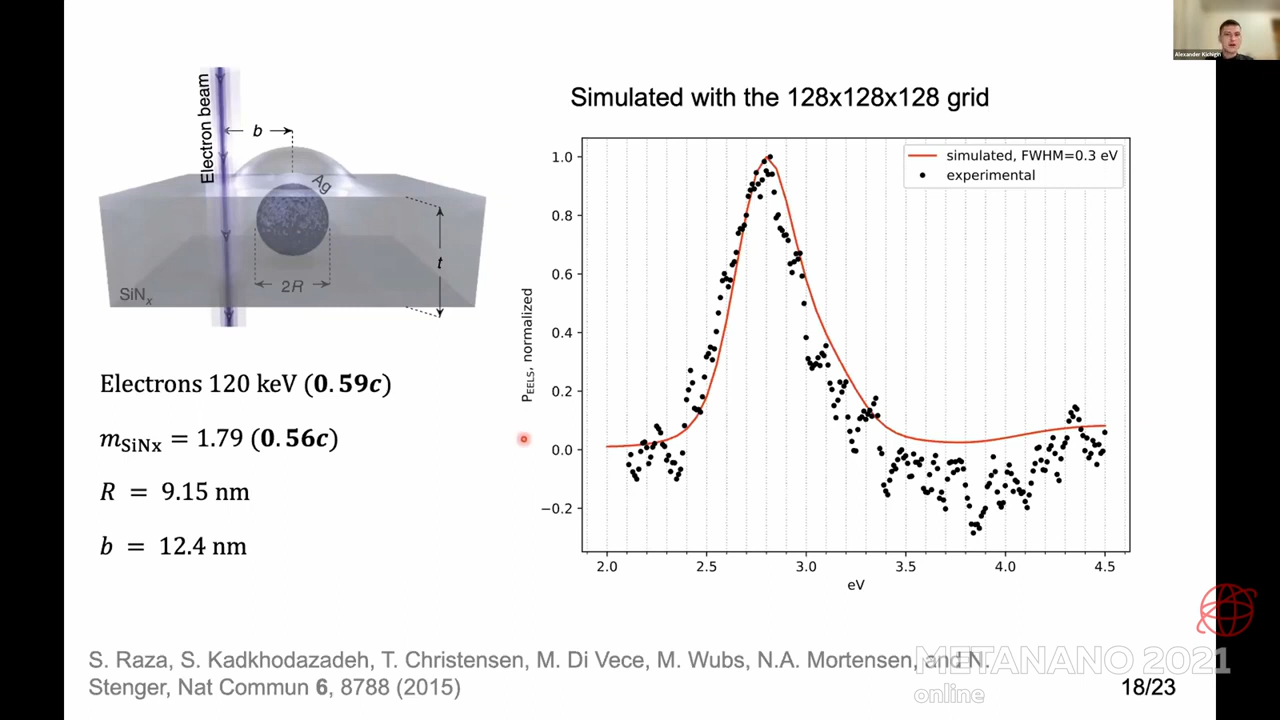 Alexander Kichigin
Simulated with the 128x128x128 grid
Electron beam
b
Ag
t
2R
SiNx
Electrons 120 keV (0.59c)
mSiNx = 1.79 (0.56c)
R = 9.15 nm
b = 12.4 nm
simulated, FWHM=0.3 eV
experimental
PEELS, normalized
1.0
0.8
0.6
0.4
0.2
0.0
−0.2
2.0 2.5 3.0 3.5 4.0 4.5
eV
S. Raza, S. Kadkhodazadeh, T. Christensen, M. Di Vece, M. Wubs, N.A. Mortensen, and N.
Stenger, Nat Commun 6, 8788 (2015)
METANANO 2021
online
18/23